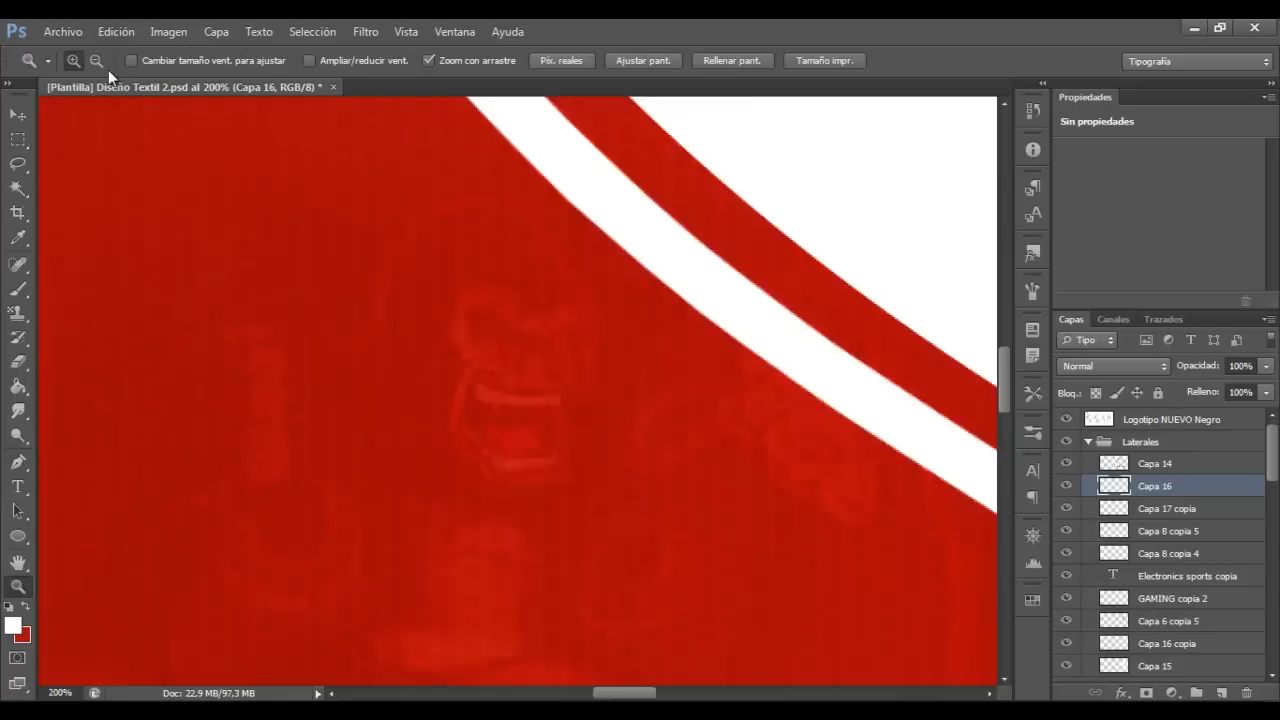 Ps Archivo Edición Imagen Capa Texto Selección Filtro Vista Ventana Ayuda
Cambiar tamaño vent. para ajustar Ampliar/reducir vent. Zoom con arrastre Píx. reales Ajustar pant. Rellenar pant. Tamaño impr. Tipografía
[Plantilla] Diseño Textil 2.psd al 200% (Capa 16, RGB/8) *
Propiedades
Sin propiedades
Capas Canales Trazados
Tipo
Normal Opacidad: 100%
Bloq.: Relleno: 100%
Logotipo NUEVO Negro
Laterales
Capa 14
Capa 16
Capa 17 copia
Capa 8 copia 5
Capa 8 copia 4
Electronics sports copia
GAMING copia 2
Capa 6 copia 5
Capa 16 copia
Capa 15
200% Doc: 22,9 MB/97,3 MB